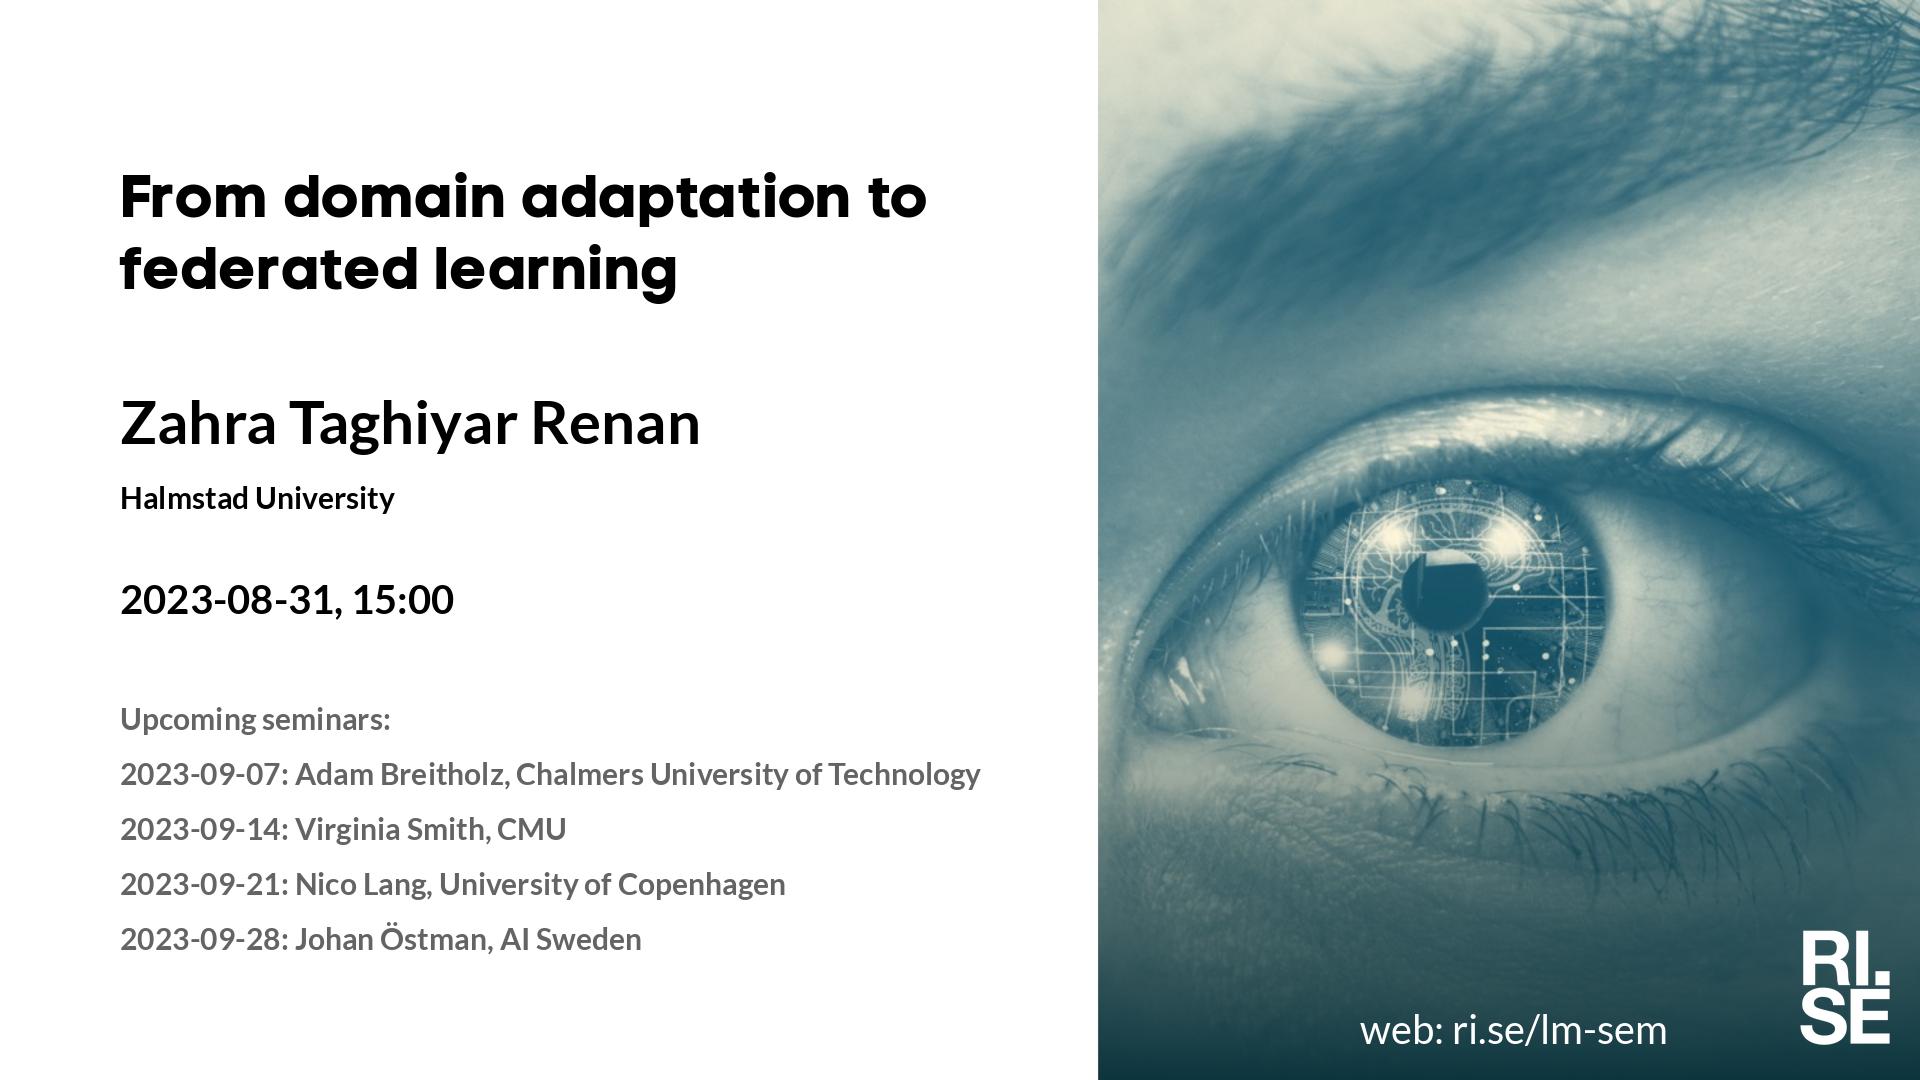 From domain adaptation to
federated learning
Zahra Taghiyar Renan
Halmstad University
2023-08-31, 15:00
Upcoming seminars:
2023-09-07: Adam Breitholz, Chalmers University of Technology
2023-09-14: Virginia Smith, CMU
2023-09-21: Nico Lang, University of Copenhagen
2023-09-28: Johan Östman, AI Sweden
web: ri.se/lm-sem
RI.
SE